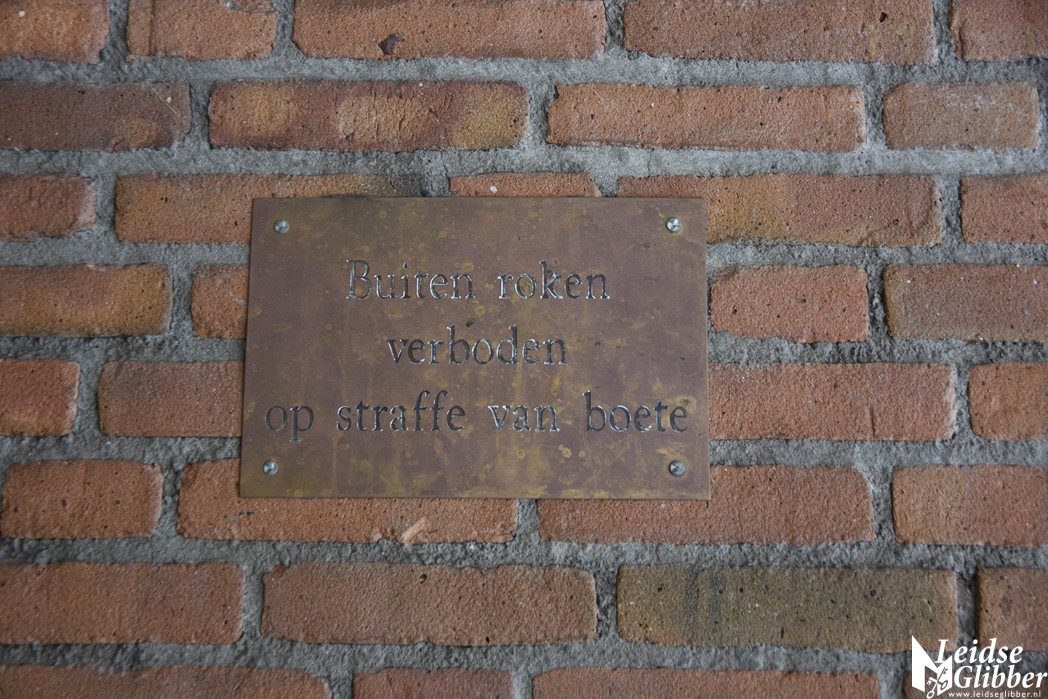 Buiten roken
verboden
op straffe van boete
Leidse
Glibber
www.leidseglibber.nl